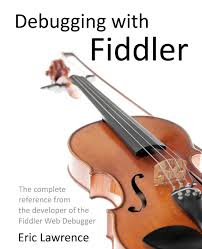 Debugging with
Fiddler
The complete
reference from
the developer of the
Fiddler Web Debugger
Eric Lawrence